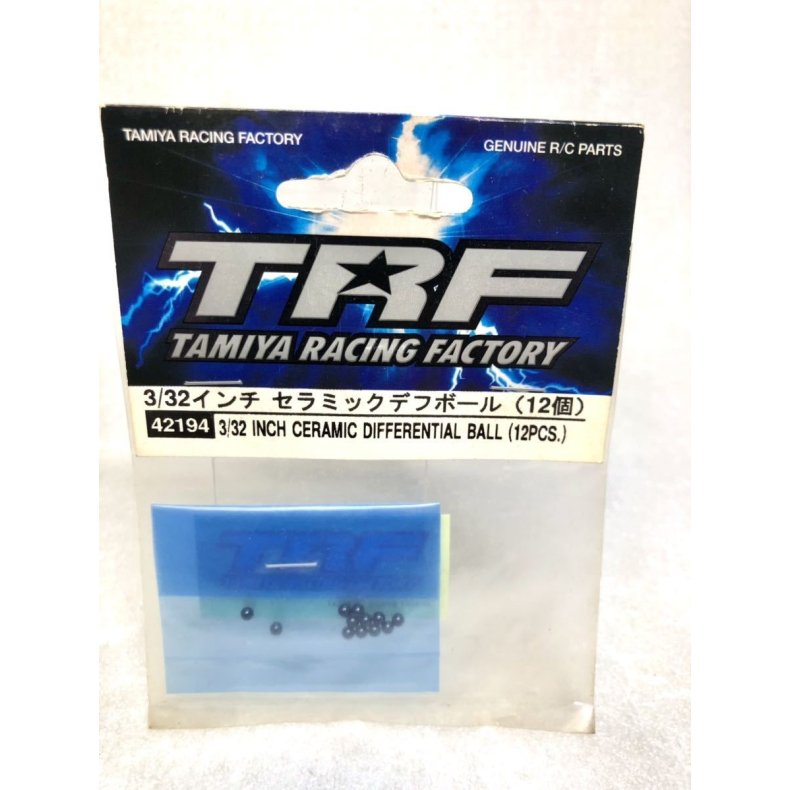 TAMIYA RACING FACTORY
GENUINE R/C PARTS
TRF
TAMIYA RACING FACTORY
3/32インチ セラミックデフボール（12個）
42194 3/32 INCH CERAMIC DIFFERENTIAL BALL (12PCS.)
TRF